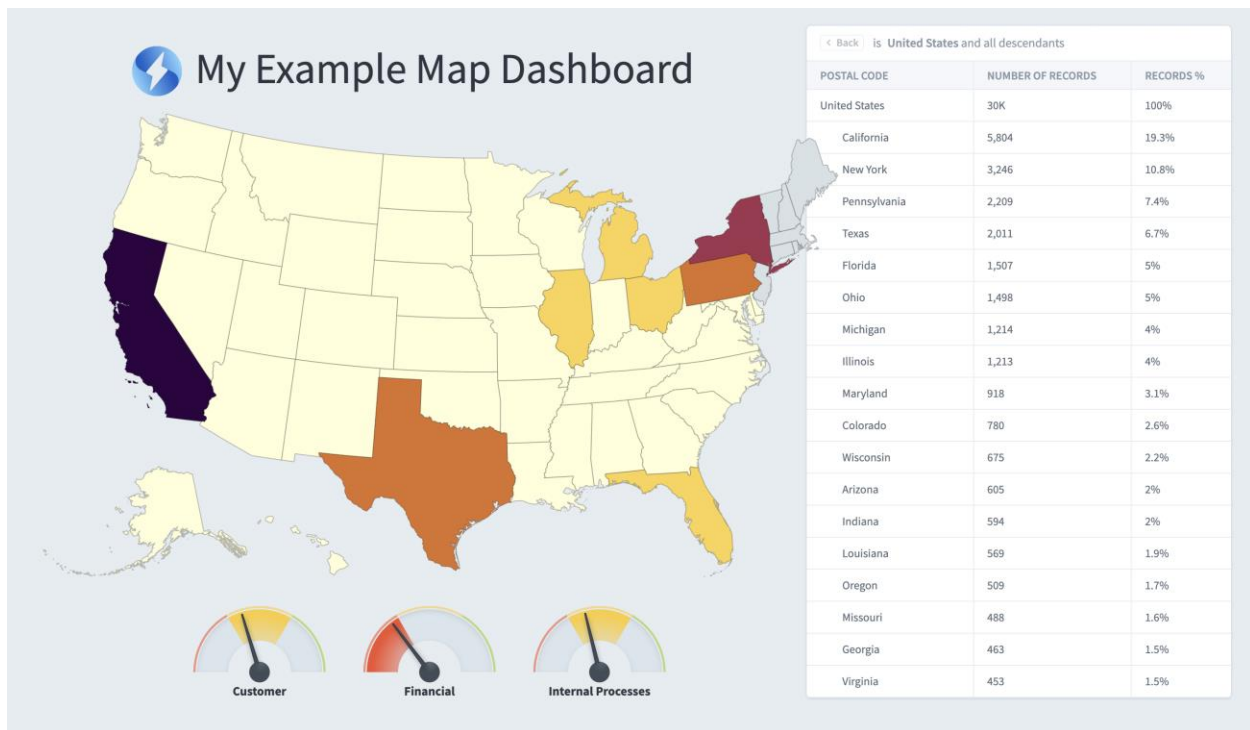 My Example Map Dashboard
< Back is United States and all descendants
POSTAL CODE NUMBER OF RECORDS RECORDS %
United States 30K 100%
California 5,804 19.3%
New York 3,246 10.8%
Pennsylvania 2,209 7.4%
Texas 2,011 6.7%
Florida 1,507 5%
Ohio 1,498 5%
Michigan 1,214 4%
Illinois 1,213 4%
Maryland 918 3.1%
Colorado 780 2.6%
Wisconsin 675 2.2%
Arizona 605 2%
Indiana 594 2%
Louisiana 569 1.9%
Oregon 509 1.7%
Missouri 488 1.6%
Georgia 463 1.5%
Virginia 453 1.5%
Customer Financial Internal Processes